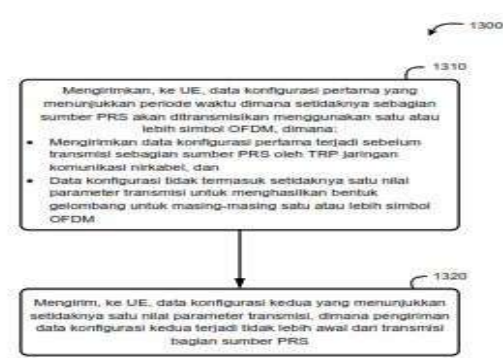 1300
1310
Mengirimkan, ke UE, data konfigurasi pertama yang
menunjukkan periode waktu dimana setidaknya sebagian
sumber PRS akan ditransmisikan menggunakan satu atau
lebih simbol OFDM, dimana:
• Mengirimkan data konfigurasi pertama terjadi sebelum
transmisi sebagian sumber PRS oleh TRP jaringan
komunikasi nirkabel, dan
• Data konfigurasi tidak termasuk setidaknya satu nilai
parameter transmisi untuk menghasilkan bentuk
gelombang untuk masing-masing satu atau lebih simbol
OFDM
1320
Mengirim, ke UE, data konfigurasi kedua yang menunjukkan
setidaknya satu nilai parameter transmisi, dimana pengiriman
data konfigurasi kedua terjadi tidak lebih awal dari transmisi
bagian sumber PRS